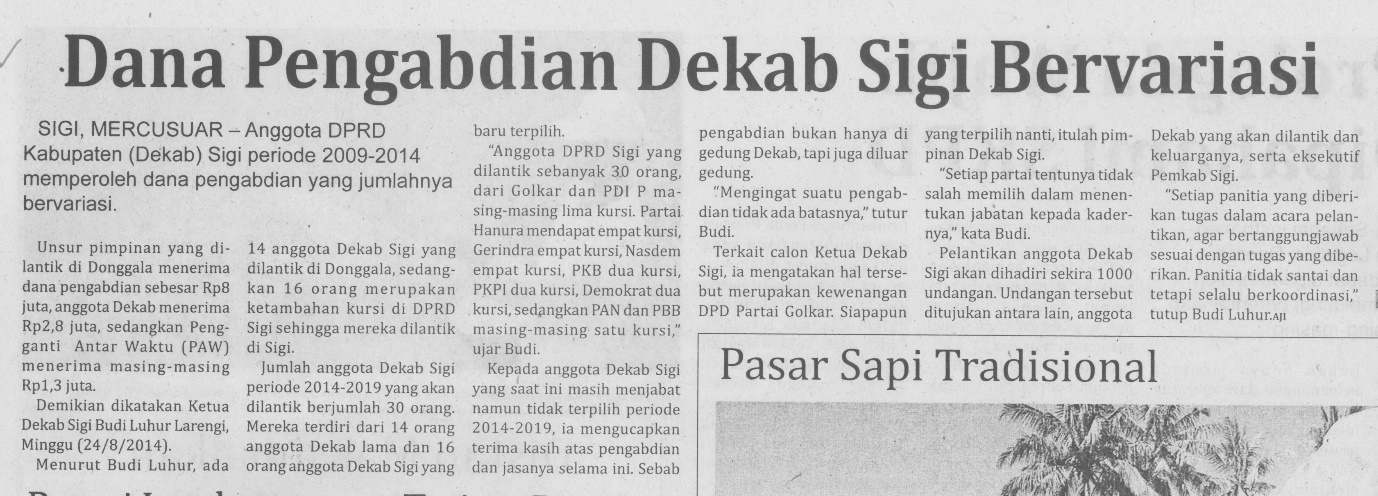 Dana Pengabdian Dekab Sigi Bervariasi
SIGI, MERCUSUAR – Anggota DPRD
Kabupaten (Dekab) Sigi periode 2009-2014
memperoleh dana pengabdian yang jumlahnya
bervariasi.
Unsur pimpinan yang di-
lantik di Donggala menerima
dana pengabdian sebesar Rp8
juta, anggota Dekab menerima
Rp2,8 juta, sedangkan Peng-
ganti Antar Waktu (PAW)
menerima masing-masing
Rp1,3 juta.
Demikian dikatakan Ketua
Dekab Sigi Budi Luhur Larengi,
Minggu (24/8/2014).
Menurut Budi Luhur, ada
14 anggota Dekab Sigi yang
dilantik di Donggala, sedang-
kan 16 orang merupakan
ketambahan kursi di DPRD
Sigi sehingga mereka dilantik
di Sigi.
Jumlah anggota Dekab Sigi
periode 2014-2019 yang akan
dilantik berjumlah 30 orang.
Mereka terdiri dari 14 orang
anggota Dekab lama dan 16
orang anggota Dekab Sigi yang
baru terpilih.
“Anggota DPRD Sigi yang
dilantik sebanyak 30 orang,
dari Golkar dan PDI P ma-
sing-masing lima kursi. Partai
Hanura mendapat empat kursi,
Gerindra empat kursi, Nasdem
empat kursi, PKB dua kursi,
PKPI dua kursi, Demokrat dua
kursi, sedangkan PAN dan PBB
masing-masing satu kursi,”
ujar Budi.
Kepada anggota Dekab Sigi
yang saat ini masih menjabat
namun tidak terpilih periode
2014-2019, ia mengucapkan
terima kasih atas pengabdian
dan jasanya selama ini. Sebab
pengabdian bukan hanya di
gedung Dekab, tapi juga diluar
gedung.
“Mengingat suatu pengab-
dian tidak ada batasnya,” tutur
Budi.
Terkait calon Ketua Dekab
Sigi, ia mengatakan hal terse-
but merupakan kewenangan
DPD Partai Golkar. Siapapun
yang terpilih nanti, itulah pim-
pinan Dekab Sigi.
“Setiap partai tentunya tidak
salah memilih dalam menen-
tukan jabatan kepada kader-
nya,” kata Budi.
Pelantikan anggota Dekab
Sigi akan dihadiri sekira 1000
undangan. Undangan tersebut
ditujukan antara lain, anggota
Dekab yang akan dilantik dan
keluarganya, serta eksekutif
Pemkab Sigi.
“Setiap panitia yang diberi-
kan tugas dalam acara pelan-
tikan, agar bertanggungjawab
sesuai dengan tugas yang dibe-
rikan. Panitia tidak santai dan
tetapi selalu berkoordinasi,”
tutup Budi Luhur.AJI
Pasar Sapi Tradisional